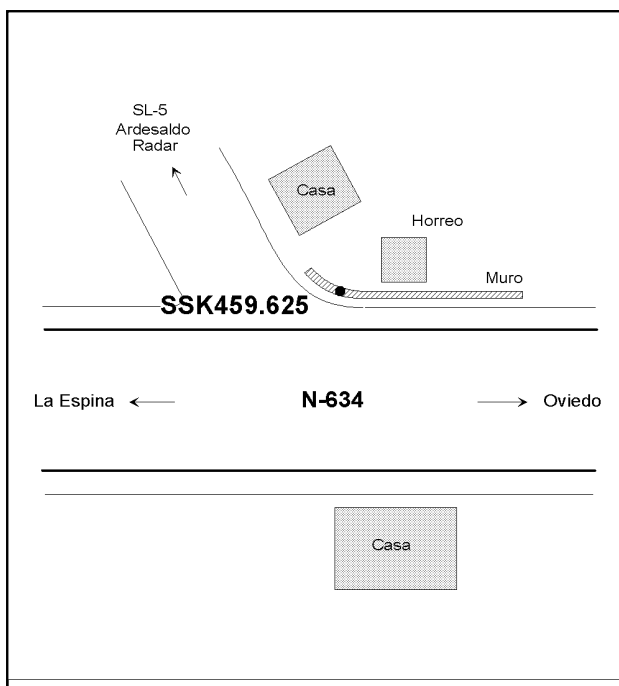 SL-5
Ardesaldo
Radar
Casa
Horreo
Muro
SSK459.625
La Espina
N-634
Oviedo
Casa